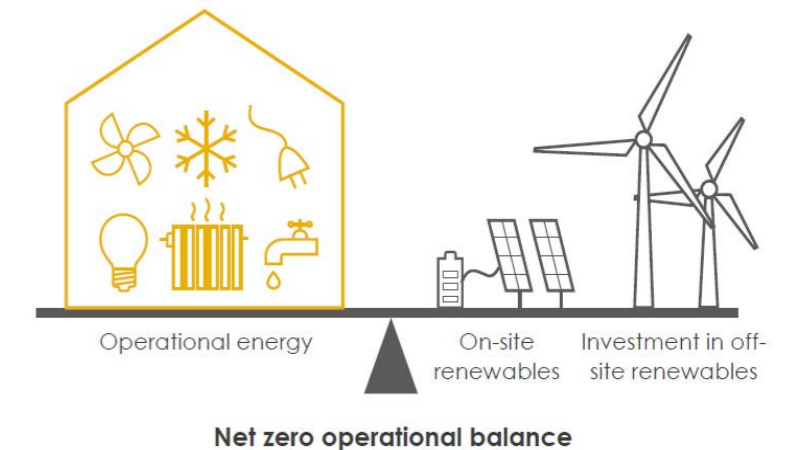 Operational energy
On-site
renewables
Investment in off-
site renewables
Net zero operational balance